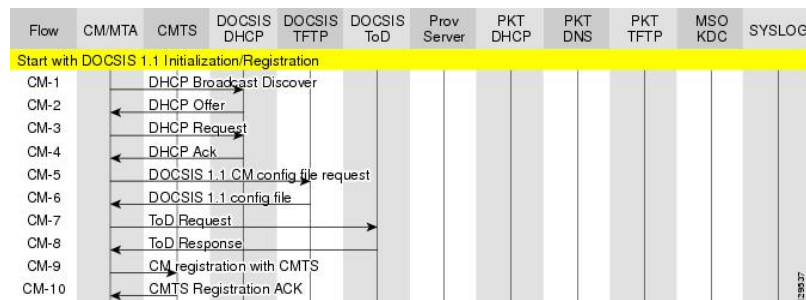 Flow CM/MTA CMTS DOCSIS DHCP DOCSIS TFTP DOCSIS ToD Prov Server PKT DHCP PKT DNS PKT TFTP MSO KDC SYSLOG
Start with DOCSIS 1.1 Initialization/Registration
CM-1 DHCP Broadcast Discover
CM-2 DHCP Offer
CM-3 DHCP Request
CM-4 DHCP Ack
CM-5 DOCSIS 1.1 CM config file request
CM-6 DOCSIS 1.1 config file
CM-7 ToD Request
CM-8 ToD Response
CM-9 CM registration with CMTS
CM-10 CMTS Registration ACK